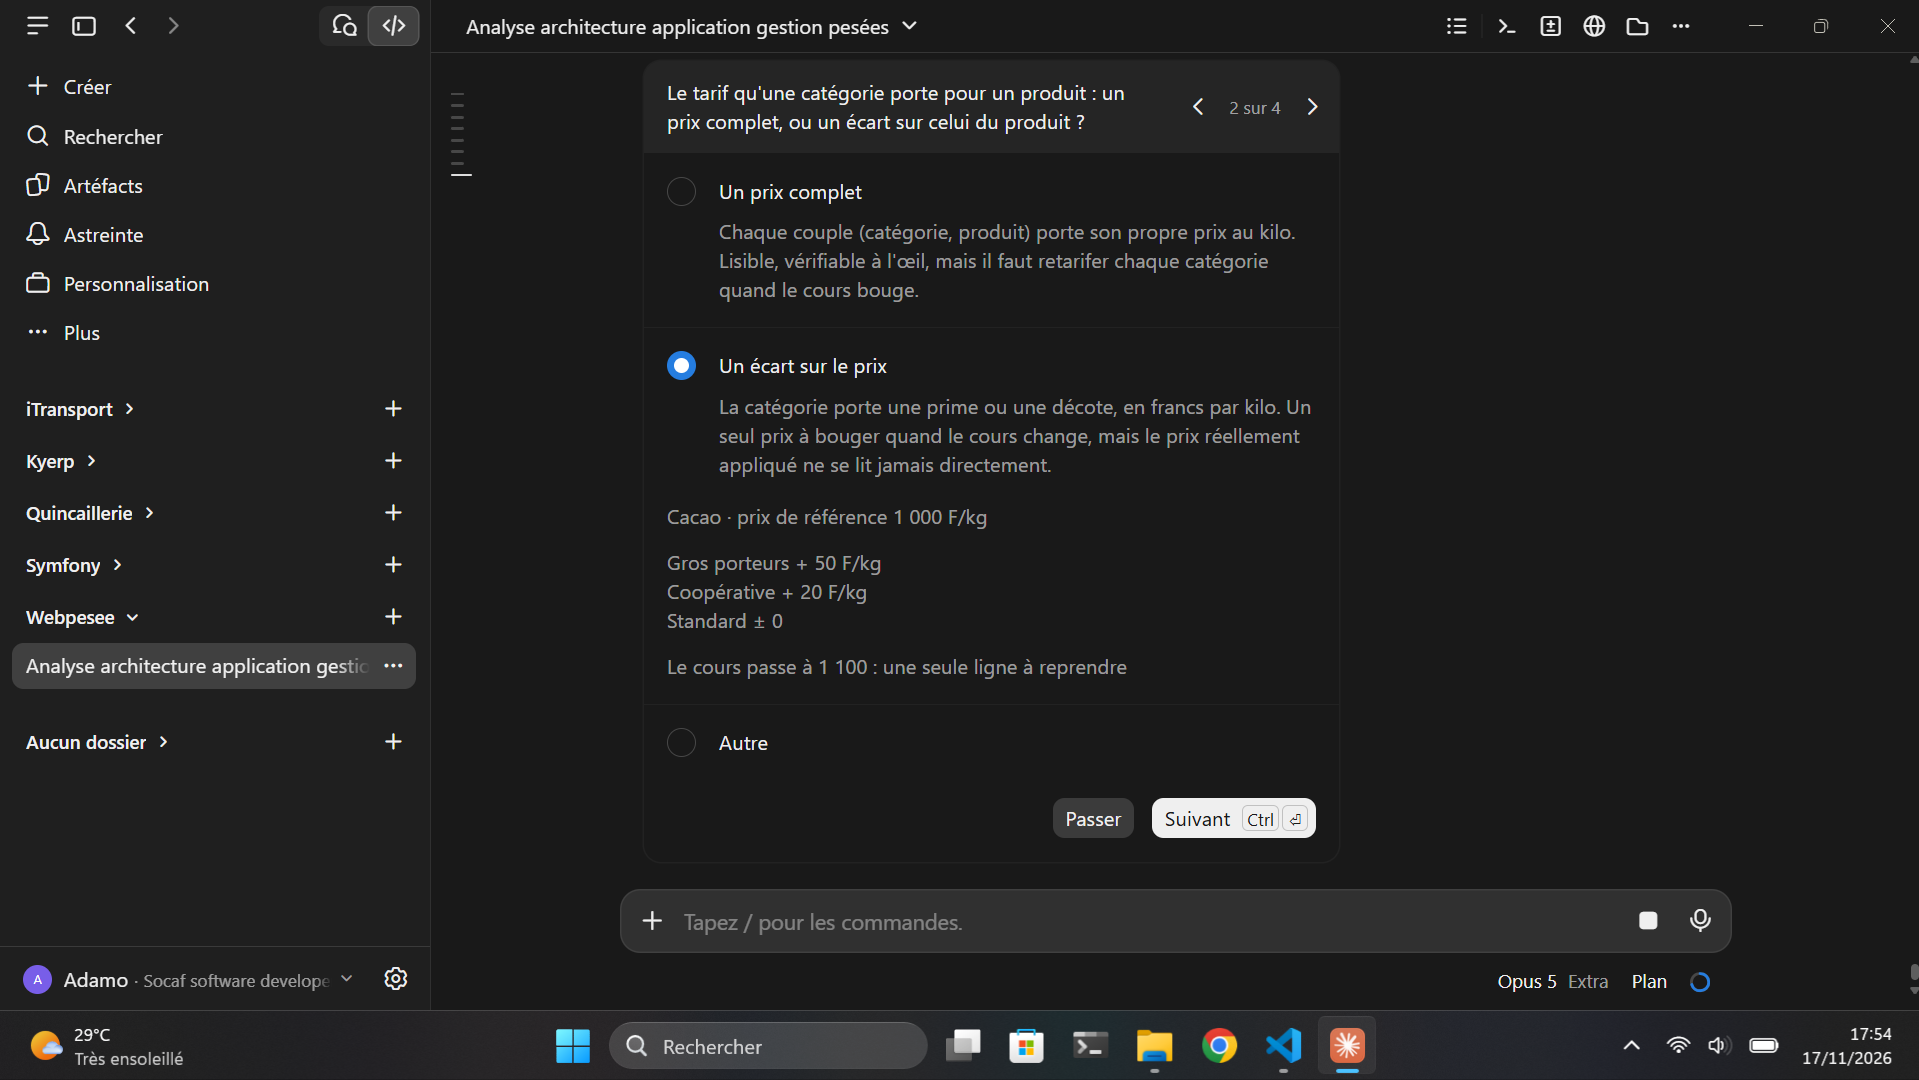 Analyse architecture application gestion pesées
Créer
Rechercher
Artéfacts
Astreinte
Personnalisation
Plus
iTransport
Kyerp
Quincaillerie
Symfony
Webpesee
Analyse architecture application gestio
Aucun dossier
A
Adamo · Socaf software develope
Le tarif qu'une catégorie porte pour un produit : un
prix complet, ou un écart sur celui du produit ?
2 sur 4
Un prix complet
Chaque couple (catégorie, produit) porte son propre prix au kilo.
Lisible, vérifiable à l'œil, mais il faut retarifer chaque catégorie
quand le cours bouge.
Un écart sur le prix
La catégorie porte une prime ou une décote, en francs par kilo. Un
seul prix à bouger quand le cours change, mais le prix réellement
appliqué ne se lit jamais directement.
Cacao · prix de référence 1 000 F/kg
Gros porteurs + 50 F/kg
Coopérative + 20 F/kg
Standard ± 0
Le cours passe à 1 100 : une seule ligne à reprendre
Autre
Passer
Suivant Ctrl ⏎
Tapez / pour les commandes.
Opus 5 Extra Plan
29°C
Très ensoleillé
Rechercher
17:54
17/11/2026